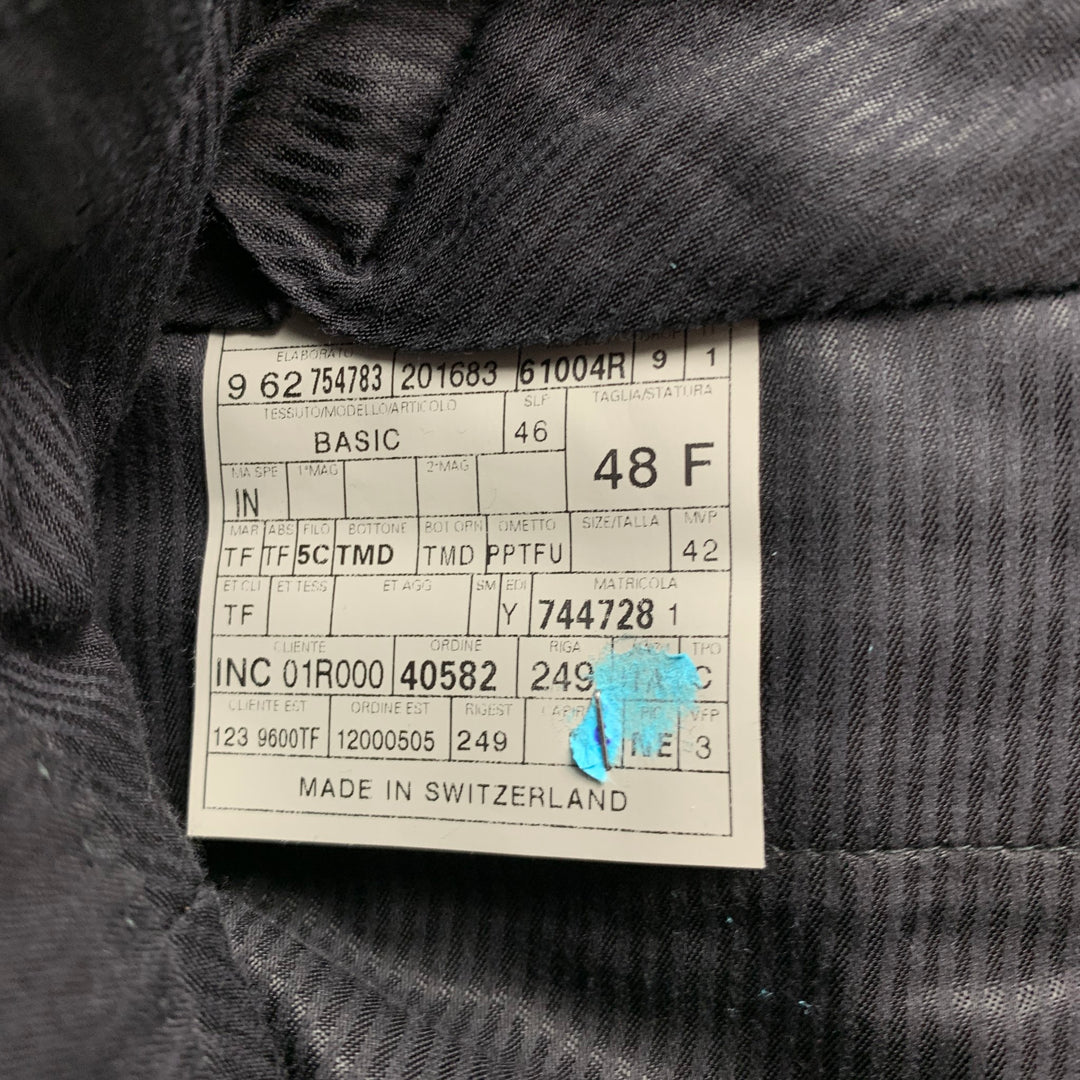 ELABORATO
9 62 754783 201683 61004R 9 1
TESSUTO/MODELLO/ARTICOLO SLF TAGLIA/STATURA
BASIC 46 48 F
MA SPE 1°MAG 2°MAG
IN
MAR ABS FILO BOTTONE BOT ORN OMETTO SIZE/TALLA MVP
TF TF 5C TMD TMD PPTFU 42
ET CLI ET TESS ET AGG SM EDI MATRICOLA
TF Y 744728 1
CLIENTE ORDINE RIGA TPO
INC 01R000 40582 249 C
CLIENTE EST ORDINE EST RIGEST VFP
123 9600TF 12000505 249 3
MADE IN SWITZERLAND